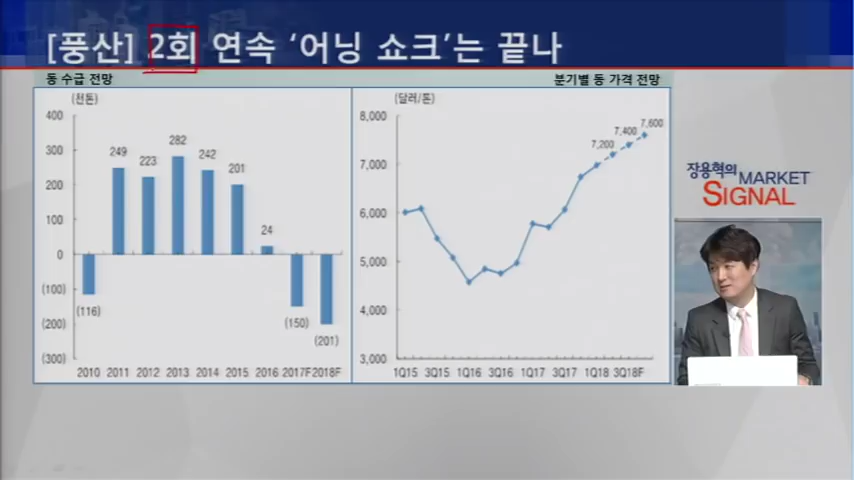 [풍산] 2회 연속 '어닝 쇼크'는 끝나
동 수급 전망
분기별 동 가격 전망
(천톤)
400
300
200
100
0
(100)
(200)
(300)
249
223
282
242
201
24
(116)
(150)
(201)
2010 2011 2012 2013 2014 2015 2016 2017F 2018F
(달러/톤)
8,000
7,000
6,000
5,000
4,000
3,000
7,200
7,400
7,600
1Q15 3Q15 1Q16 3Q16 1Q17 3Q17 1Q18 3Q18F
장용혁의 MARKET
SIGNAL